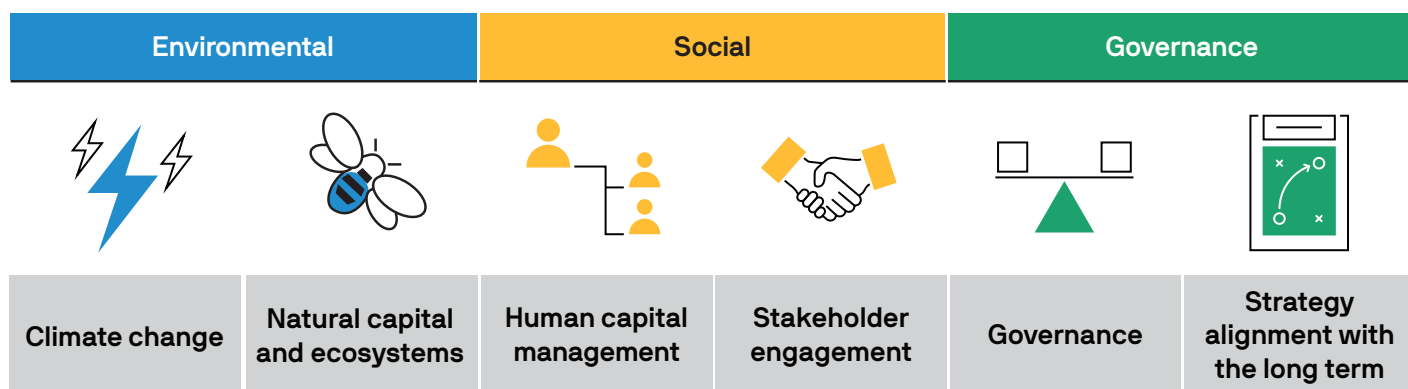 Environmental
Social
Governance
Climate change
Natural capital
and ecosystems
Human capital
management
Stakeholder
engagement
Governance
Strategy
alignment with
the long term